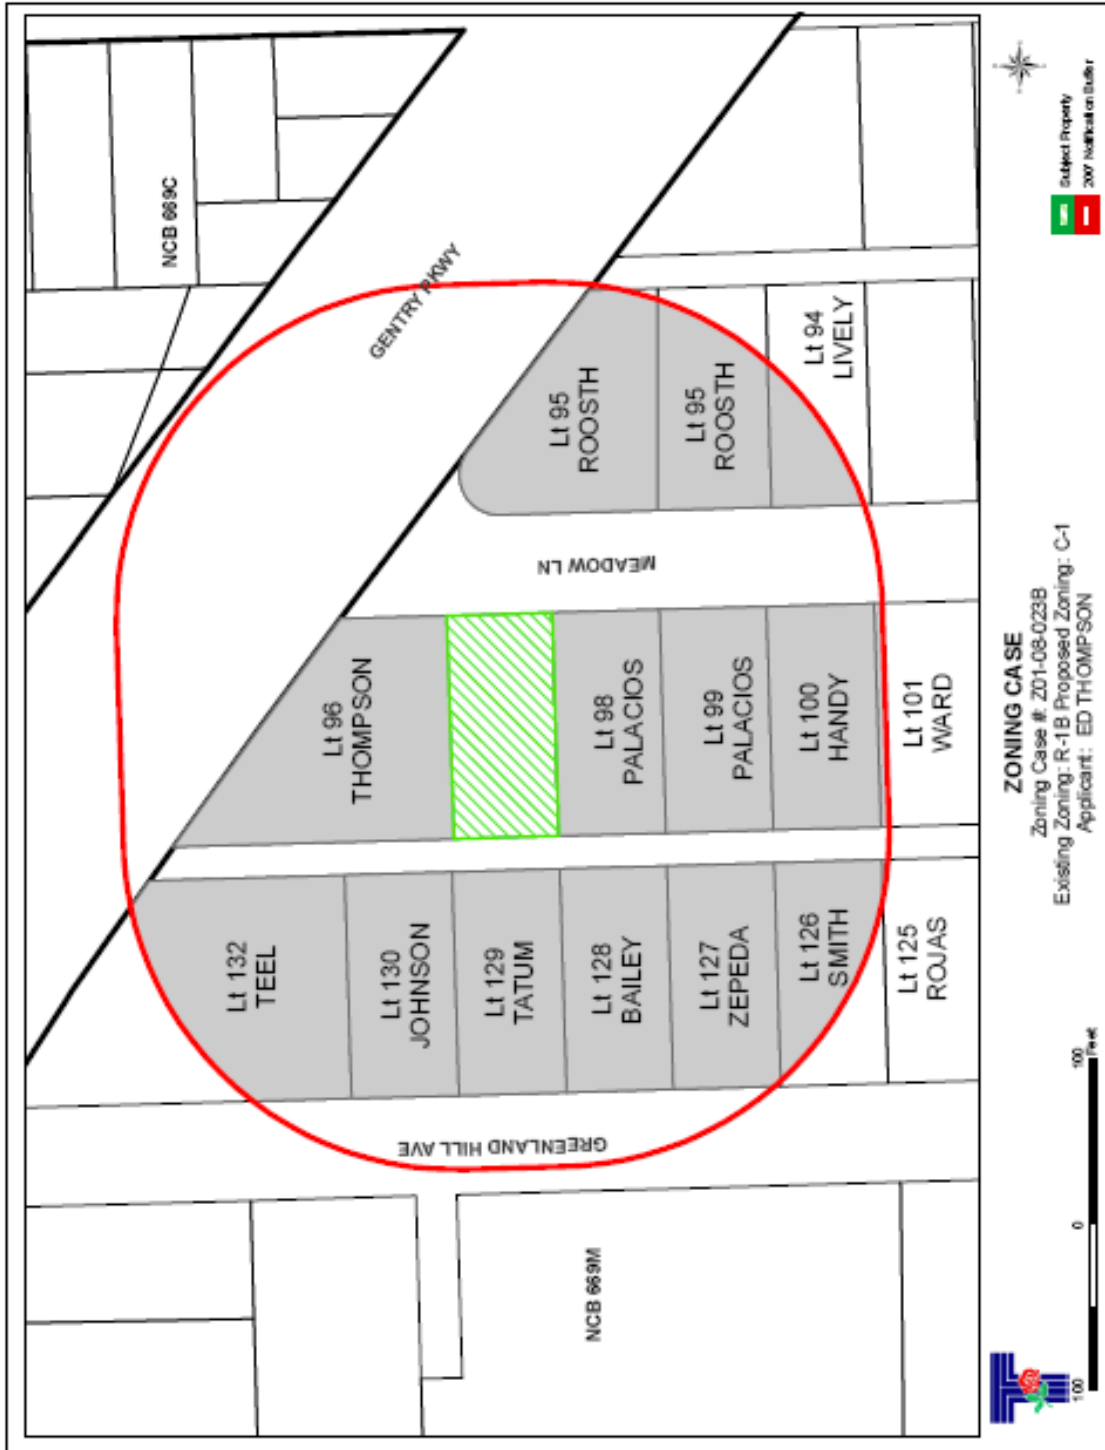 NCB 669C
GENTRY PKWY
Lt 95
ROOSTH
Lt 95
ROOSTH
Lt 94
LIVELY
MEADOW LN
Lt 96
THOMPSON
Lt 98
PALACIOS
Lt 99
PALACIOS
Lt 100
HANDY
Lt 101
WARD
Lt 132
TEEL
Lt 130
JOHNSON
Lt 129
TATUM
Lt 128
BAILEY
Lt 127
ZEPEDA
Lt 126
SMITH
Lt 125
ROJAS
GREENLAND HILL AVE
NCB 669M
ZONING CASE
Zoning Case #: Z01-08-023B
Existing Zoning: R-1B Proposed Zoning: C-1
Applicant: ED THOMPSON
Subject Property
200' Notification Buffer
100 0 100
Feet